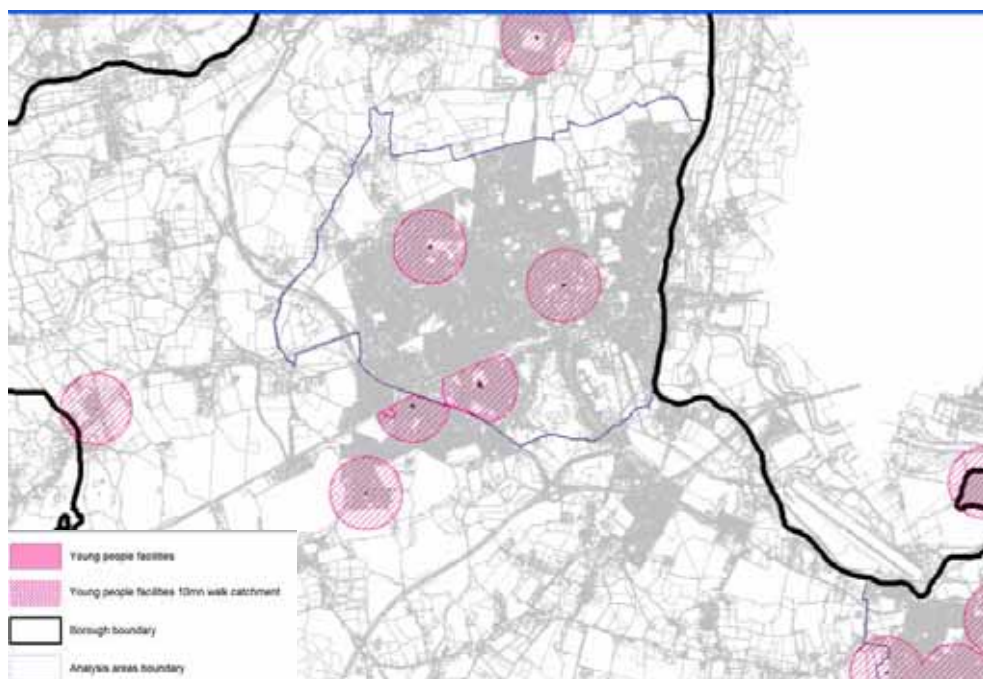 Young people facilities
Young people facilities 10mn walk catchment
Borough boundary
Analysis areas boundary